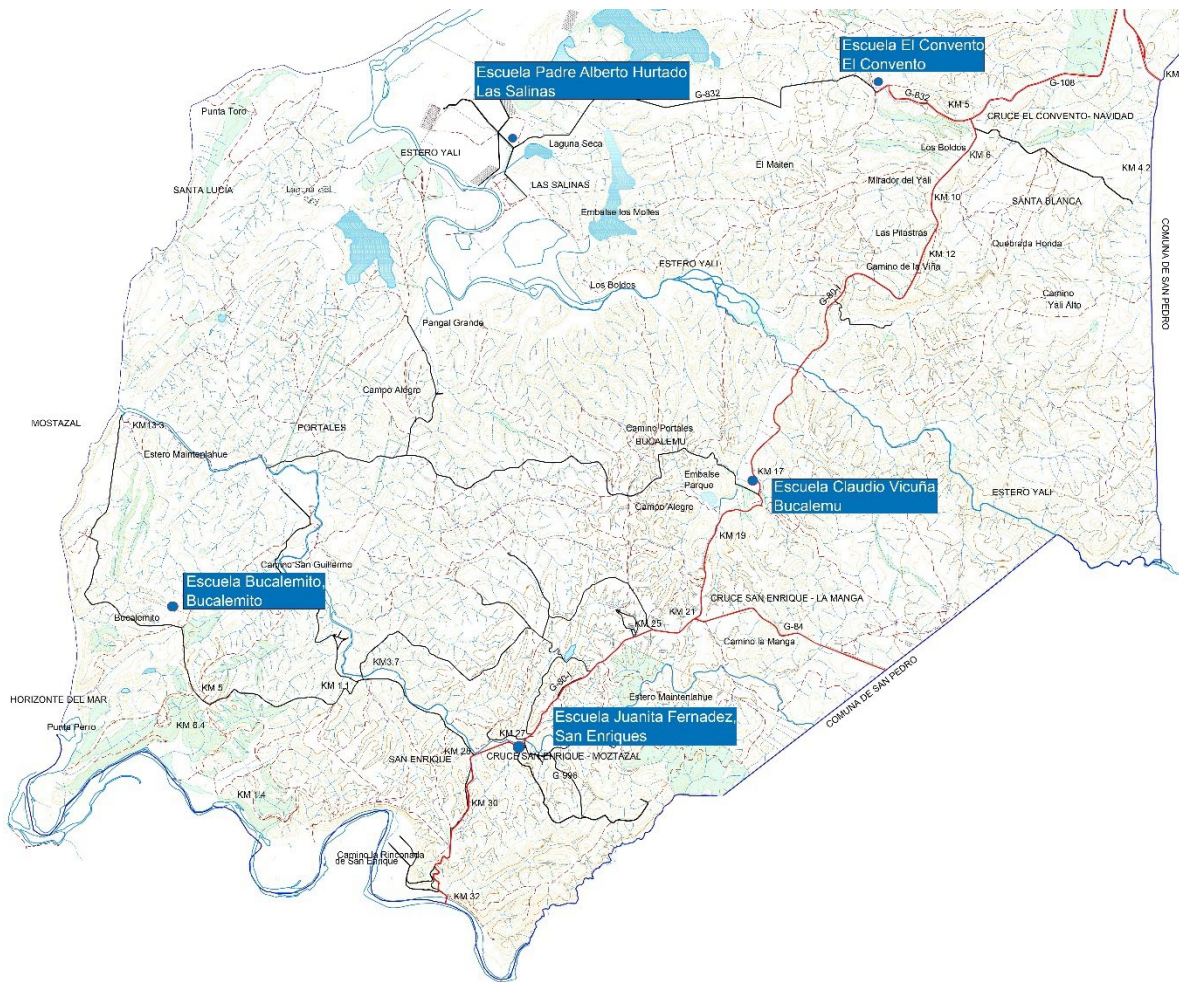 Escuela El Convento
El Convento
Escuela Padre Alberto Hurtado
Las Salinas
KM
G-832
G-832
KM 5
G-108
CRUCE EL CONVENTO- NAVIDAD
Punta Toro
ESTERO YALI
Laguna Seca
Los Boldos
KM 6
El Maiten
KM 4.2
Mirador del Yali
SANTA LUCIA
LAS SALINAS
KM 10
SANTA BLANCA
Embalse los Molles
Las Pilastras
Quebrada Honda
KM 12
COMUNA DE SAN PEDRO
ESTERO YALI
Camino de la Viña
Los Boldos
G-80-I
Camino
Yali Alto
Pangal Grande
Campo Alegre
MOSTAZAL
KM13-3
PORTALES
Camino Portales
BUCALEMU
Estero Maintenlahue
Embalse
Parque
KM 17
Escuela Claudio Vicuña,
Bucalemu
ESTERO YALI
Campo Alegre
KM 19
Camino San Guillermo
Escuela Bucalemito,
Bucalemito
CRUCE SAN ENRIQUE - LA MANGA
Bucalemito
KM 21
KM 25
G-84
Camino la Manga
KM3.7
KM 5
KM 1.1
G-80-I
COMUNA DE SAN PEDRO
HORIZONTE DEL MAR
Estero Maintenlahue
Punta Perro
KM 8.4
Escuela Juanita Fernadez,
San Enriques
KM 27
KM 28
SAN ENRIQUE
CRUCE SAN ENRIQUE - MOZTAZAL
G-996
KM 1.4
KM 30
Camino la Rinconada
de San Enrique
KM 32